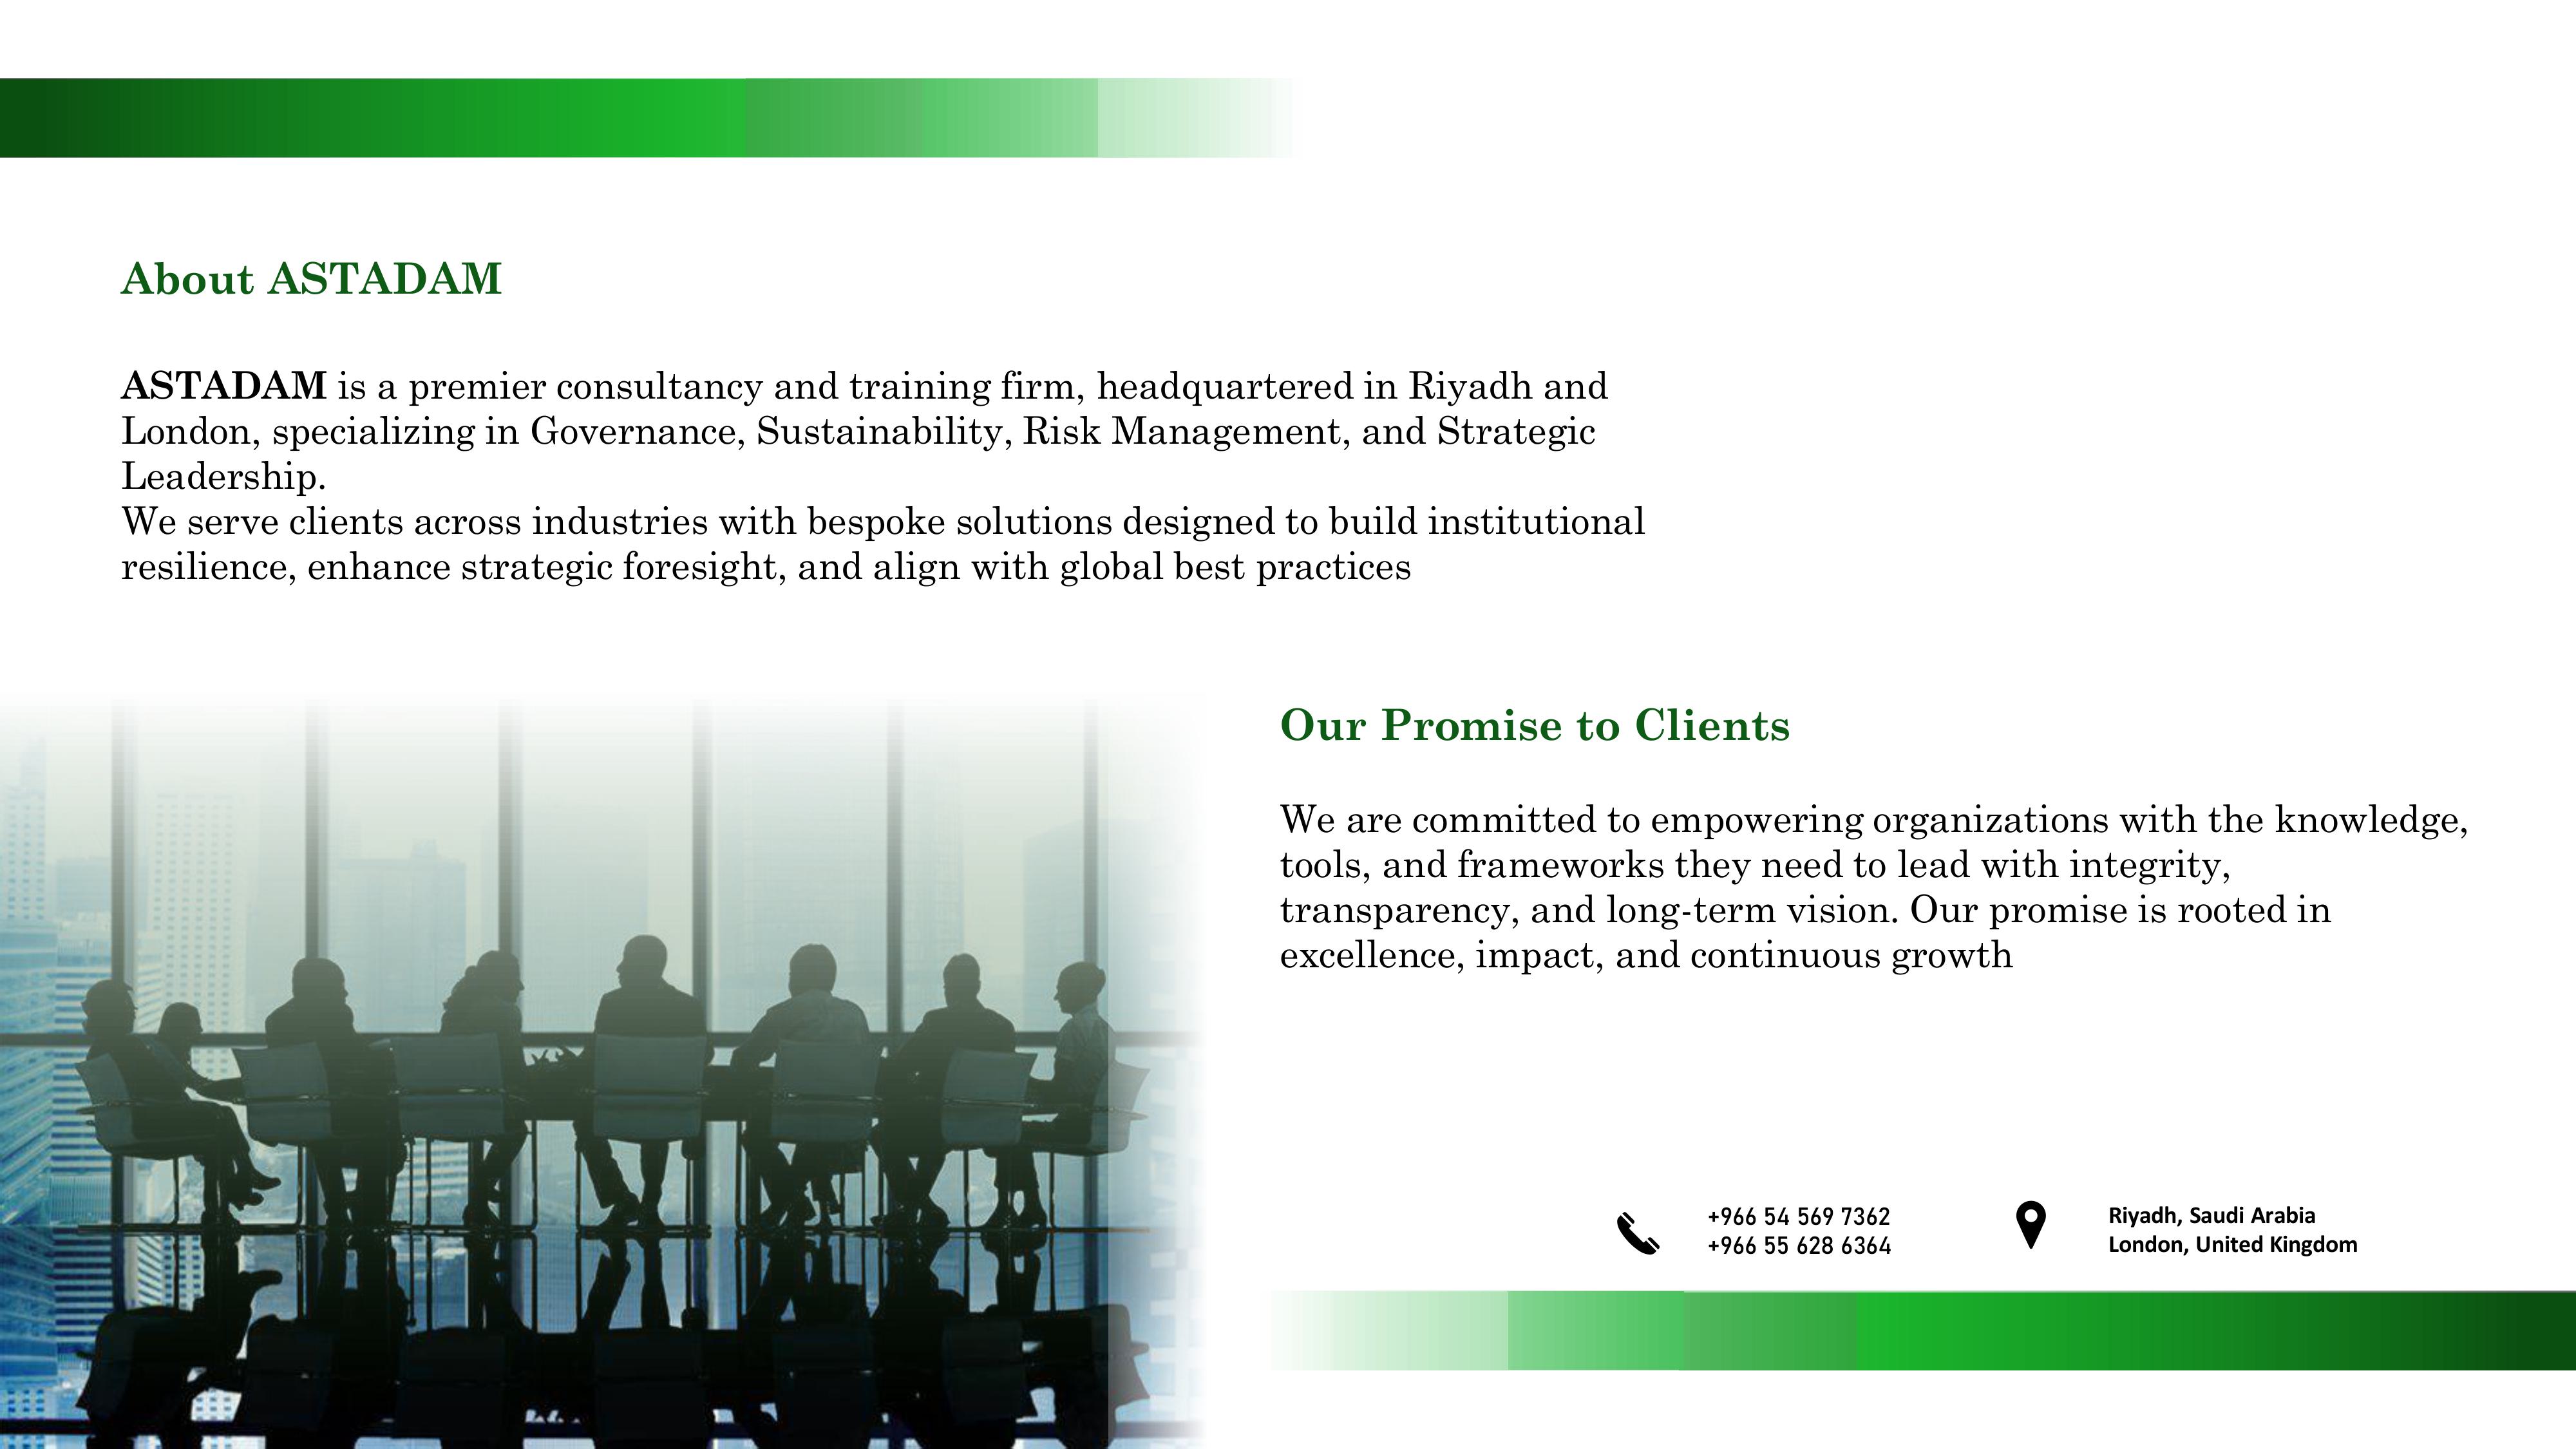 About ASTADAM
ASTADAM is a premier consultancy and training firm, headquartered in Riyadh and
London, specializing in Governance, Sustainability, Risk Management, and Strategic
Leadership.
We serve clients across industries with bespoke solutions designed to build institutional
resilience, enhance strategic foresight, and align with global best practices
Our Promise to Clients
We are committed to empowering organizations with the knowledge,
tools, and frameworks they need to lead with integrity,
transparency, and long-term vision. Our promise is rooted in
excellence, impact, and continuous growth
+966 54 569 7362
+966 55 628 6364
Riyadh, Saudi Arabia
London, United Kingdom